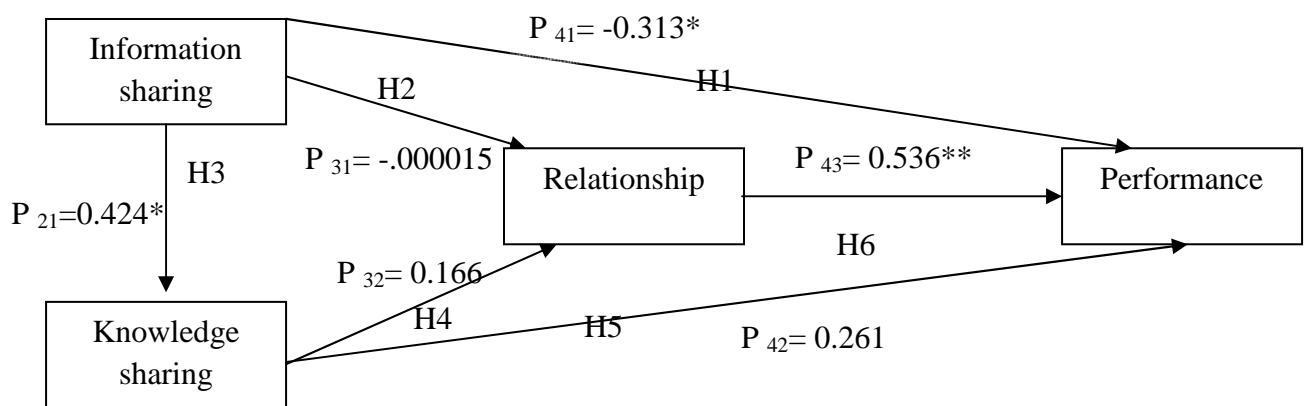 P 41= -0.313*
Information
sharing
H1
H2
P 31= -.000015
P 43= 0.536**
H3
Relationship
Performance
P 21=0.424*
H6
P 32= 0.166
H4
H5
P 42= 0.261
Knowledge
sharing